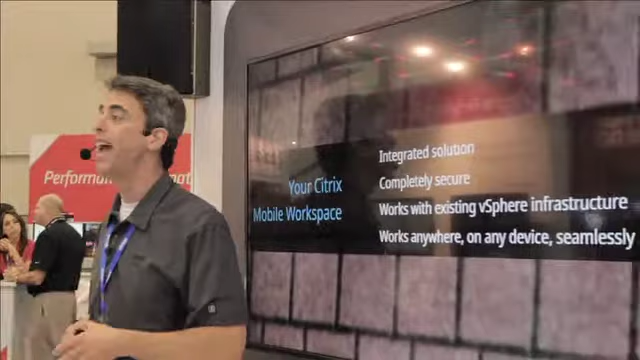 Your Citrix
Mobile Workspace
Integrated solution
Completely secure
Works with existing vSphere infrastructure
Works anywhere, on any device, seamlessly